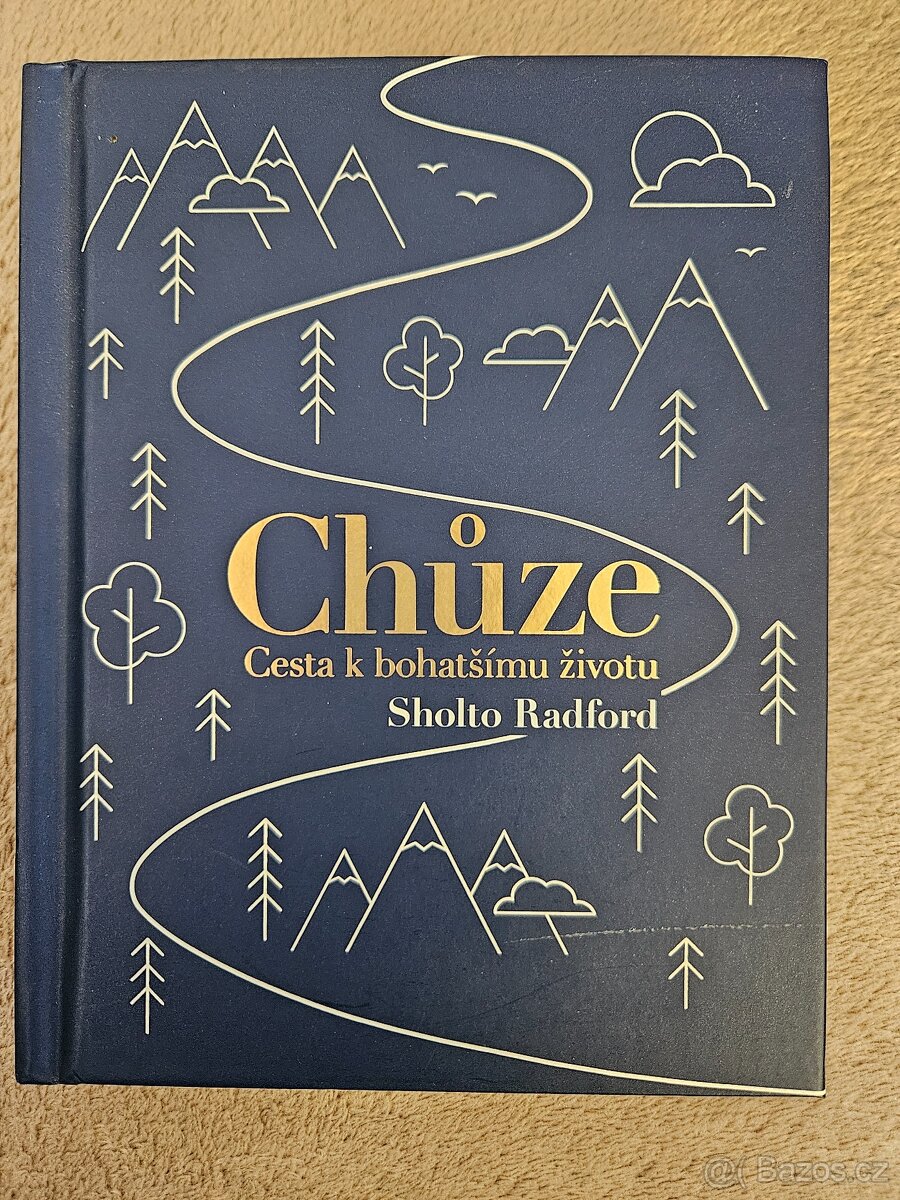 Chůze
Cesta k bohatšímu životu
Sholto Radford
@( Bazos.cz